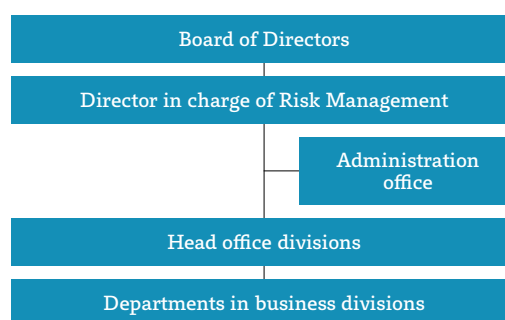 Board of Directors
Director in charge of Risk Management
Administration
office
Head office divisions
Departments in business divisions